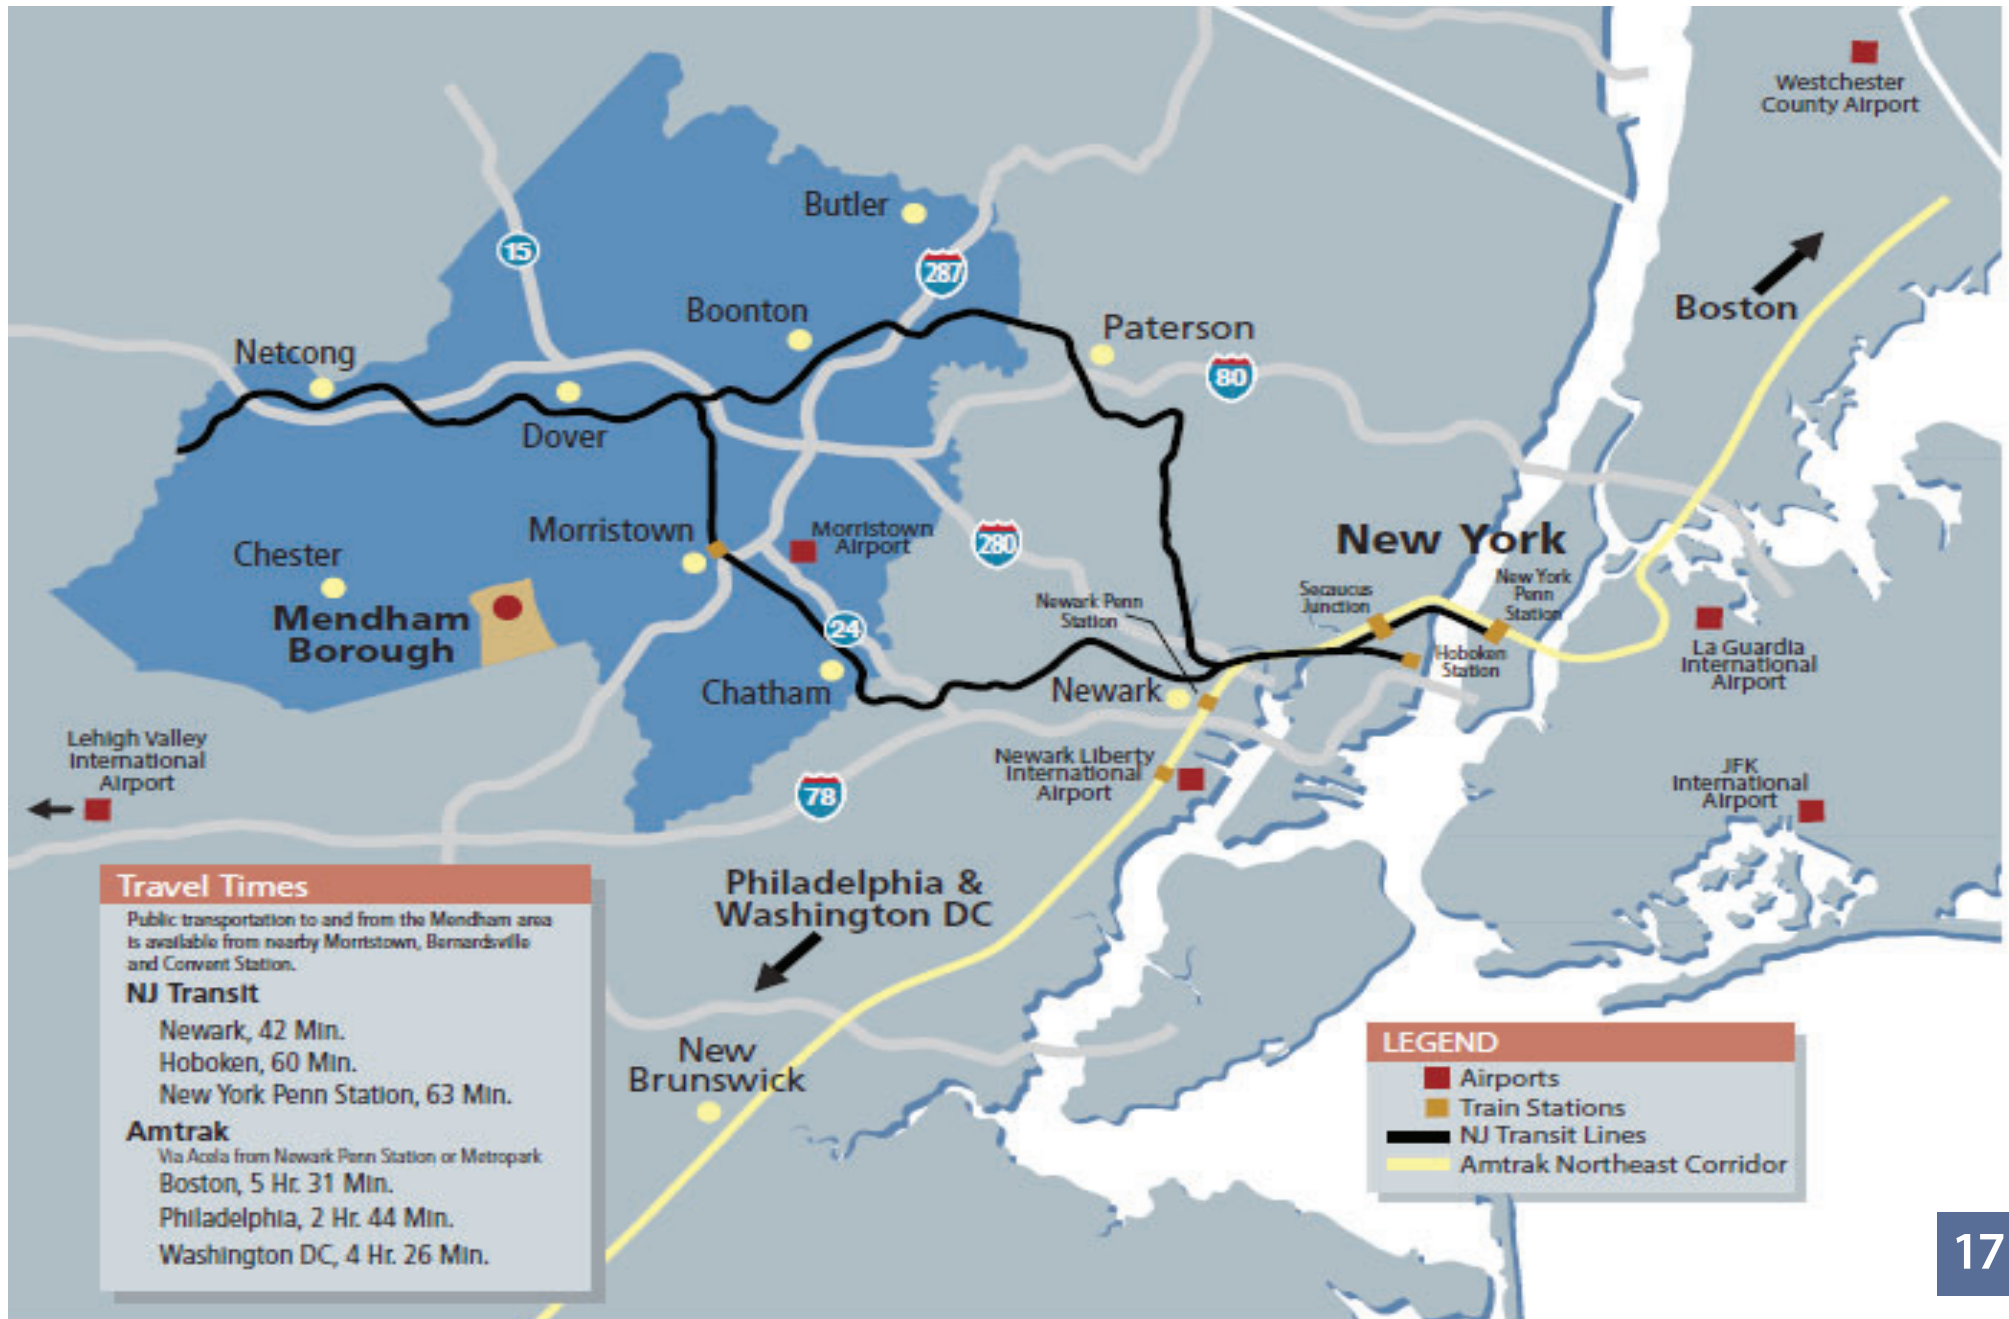 Westchester
County Airport
Butler
15
287
Boston
Boonton
Paterson
Netcong
80
Dover
Morristown
Morristown
Airport
280
New York
Chester
Secaucus
Junction
New York
Penn
Station
Newark Penn
Station
Mendham
Borough
24
La Guardia
International
Airport
Hoboken
Station
Chatham
Newark
Lehigh Valley
International
Airport
Newark Liberty
International
Airport
JFK
International
Airport
78
Philadelphia &
Washington DC
Travel Times
Public transportation to and from the Mendham area
is available from nearby Morristown, Bernardsville
and Convent Station.
NJ Transit
Newark, 42 Min.
Hoboken, 60 Min.
New York Penn Station, 63 Min.
Amtrak
Via Acela from Newark Penn Station or Metropark
Boston, 5 Hr. 31 Min.
Philadelphia, 2 Hr. 44 Min.
Washington DC, 4 Hr. 26 Min.
New
Brunswick
LEGEND
Airports
Train Stations
NJ Transit Lines
Amtrak Northeast Corridor
17